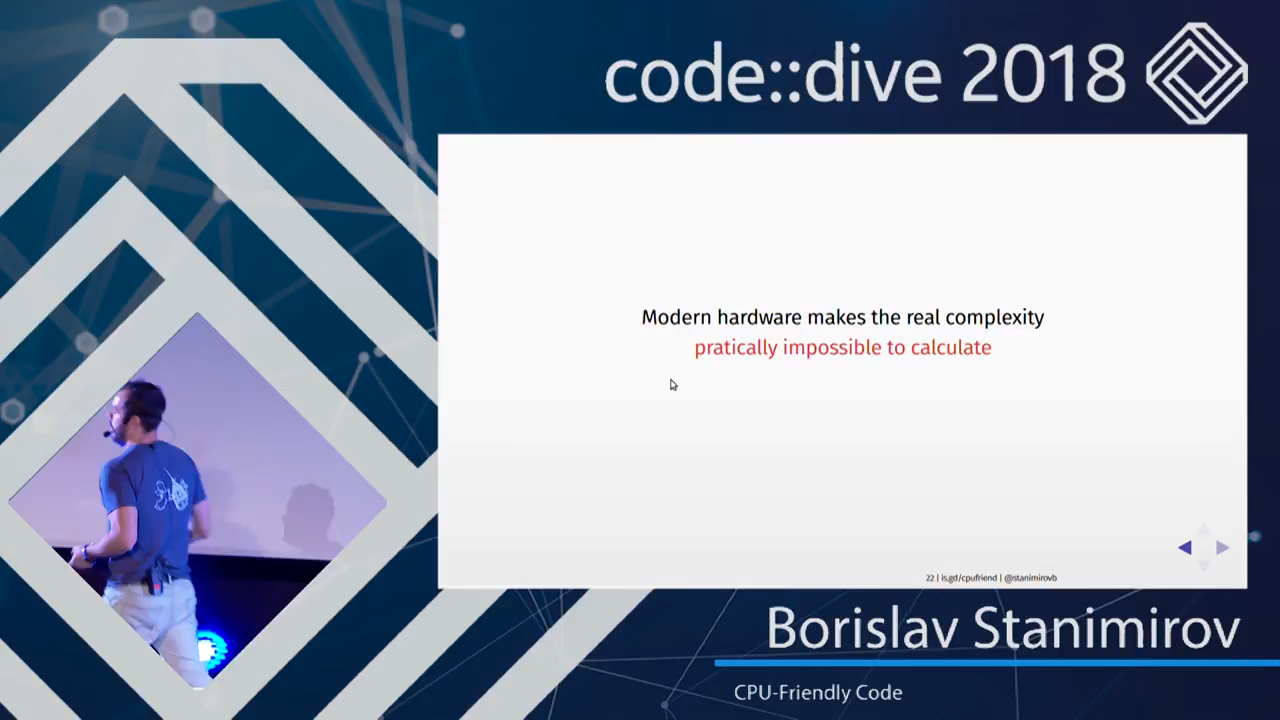 code::dive 2018
Modern hardware makes the real complexity
pratically impossible to calculate
22 | is.gd/cpufriend | @stanimirovb
Borislav Stanimirov
CPU-Friendly Code